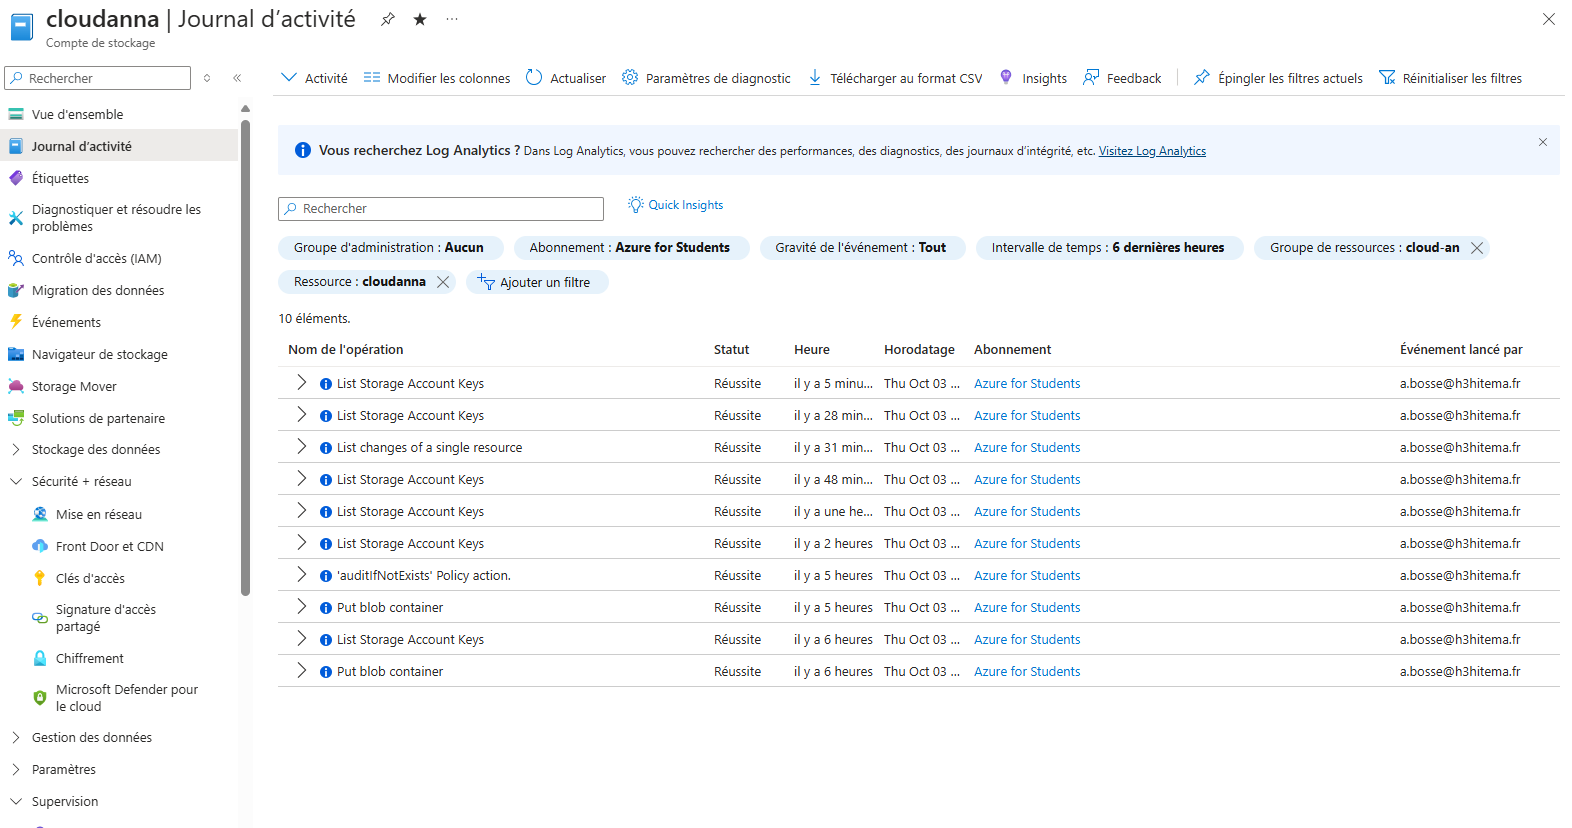 cloudanna | Journal d’activité
Compte de stockage
Rechercher
Activité
Modifier les colonnes
Actualiser
Paramètres de diagnostic
Télécharger au format CSV
Insights
Feedback
Épingler les filtres actuels
Réinitialiser les filtres
Vue d'ensemble
Journal d’activité
Étiquettes
Diagnostiquer et résoudre les
problèmes
Contrôle d'accès (IAM)
Migration des données
Événements
Navigateur de stockage
Storage Mover
Solutions de partenaire
Stockage des données
Sécurité + réseau
Mise en réseau
Front Door et CDN
Clés d'accès
Signature d'accès
partagé
Chiffrement
Microsoft Defender pour
le cloud
Gestion des données
Paramètres
Supervision
Vous recherchez Log Analytics ? Dans Log Analytics, vous pouvez rechercher des performances, des diagnostics, des journaux d’intégrité, etc. Visitez Log Analytics
Rechercher
Quick Insights
Groupe d'administration : Aucun
Abonnement : Azure for Students
Gravité de l'événement : Tout
Intervalle de temps : 6 dernières heures
Groupe de ressources : cloud-an
Ressource : cloudanna
Ajouter un filtre
10 éléments.
Nom de l'opération Statut Heure Horodatage Abonnement Événement lancé par
List Storage Account Keys Réussite il y a 5 minu... Thu Oct 03 ... Azure for Students a.bosse@h3hitema.fr
List Storage Account Keys Réussite il y a 28 min... Thu Oct 03 ... Azure for Students a.bosse@h3hitema.fr
List changes of a single resource Réussite il y a 31 min... Thu Oct 03 ... Azure for Students a.bosse@h3hitema.fr
List Storage Account Keys Réussite il y a 48 min... Thu Oct 03 ... Azure for Students a.bosse@h3hitema.fr
List Storage Account Keys Réussite il y a une he... Thu Oct 03 ... Azure for Students a.bosse@h3hitema.fr
List Storage Account Keys Réussite il y a 2 heures Thu Oct 03 ... Azure for Students a.bosse@h3hitema.fr
'auditIfNotExists' Policy action. Réussite il y a 5 heures Thu Oct 03 ... Azure for Students a.bosse@h3hitema.fr
Put blob container Réussite il y a 5 heures Thu Oct 03 ... Azure for Students a.bosse@h3hitema.fr
List Storage Account Keys Réussite il y a 6 heures Thu Oct 03 ... Azure for Students a.bosse@h3hitema.fr
Put blob container Réussite il y a 6 heures Thu Oct 03 ... Azure for Students a.bosse@h3hitema.fr